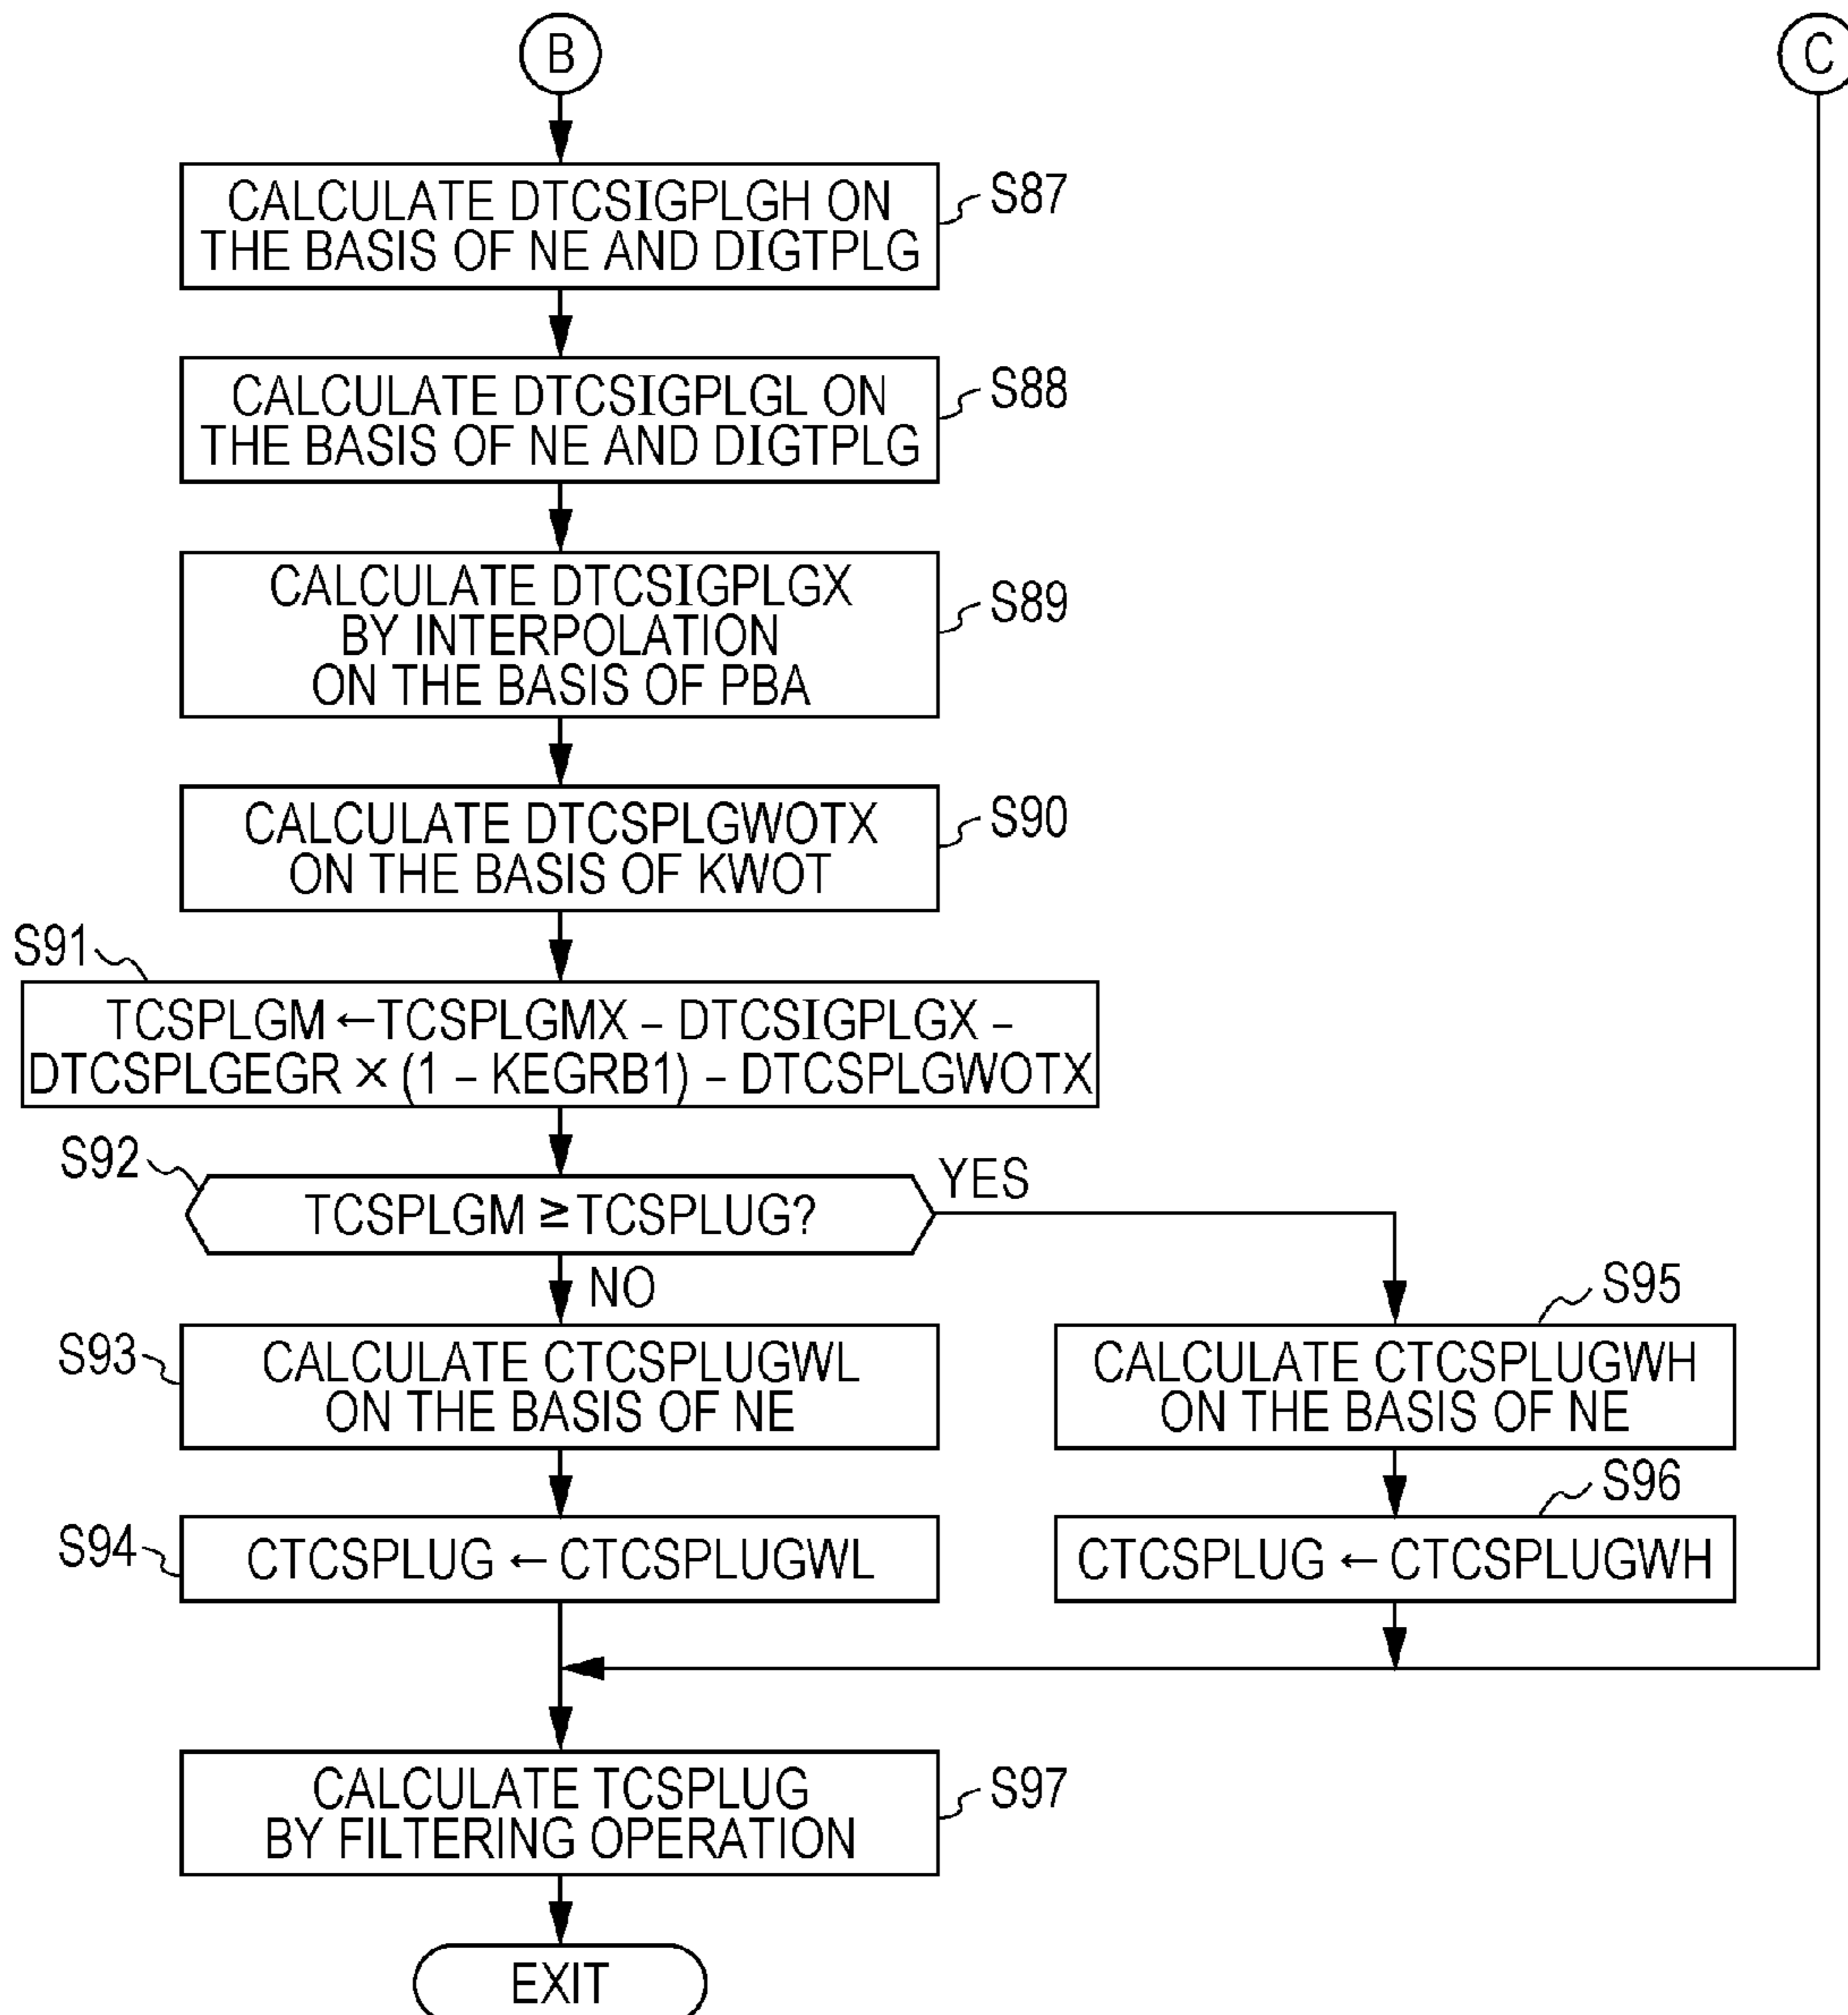 B
C
CALCULATE DTCSIGPLGH ON
THE BASIS OF NE AND DIGTPLG
S87
CALCULATE DTCSIGPLGL ON
THE BASIS OF NE AND DIGTPLG
S88
CALCULATE DTCSIGPLGX
BY INTERPOLATION
ON THE BASIS OF PBA
S89
CALCULATE DTCSPLGWOTX
ON THE BASIS OF KWOT
S90
S91
TCSPLGM ←TCSPLGMX – DTCSIGPLGX –
DTCSPLGEGR × (1 – KEGRB1) – DTCSPLGWOTX
S92
TCSPLGM ≥ TCSPLUG?
YES
NO
S93
CALCULATE CTCSPLUGWL
ON THE BASIS OF NE
S95
CALCULATE CTCSPLUGWH
ON THE BASIS OF NE
S94
CTCSPLUG ← CTCSPLUGWL
S96
CTCSPLUG ← CTCSPLUGWH
CALCULATE TCSPLUG
BY FILTERING OPERATION
S97
EXIT